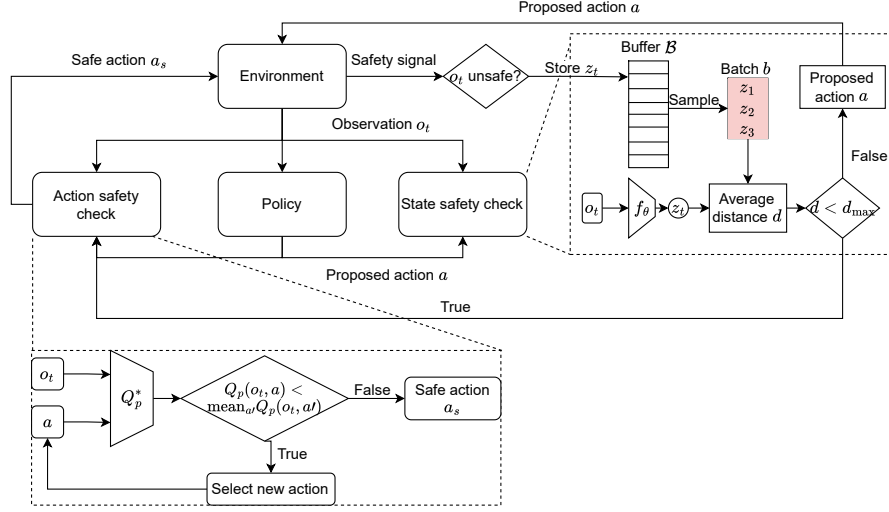 Proposed action a
Safe action a_s
Environment
Safety signal
o_t unsafe?
Store z_t
Buffer ℬ
Sample
Batch b
z_1
z_2
z_3
Proposed
action a
Observation o_t
False
Action safety
check
Policy
State safety check
o_t
f_θ
z_t
Average
distance d
d < d_max
Proposed action a
True
o_t
a
Q_p^*
Q_p(o_t, a) <
mean_{a′}Q_p(o_t, a′)
False
Safe action
a_s
True
Select new action